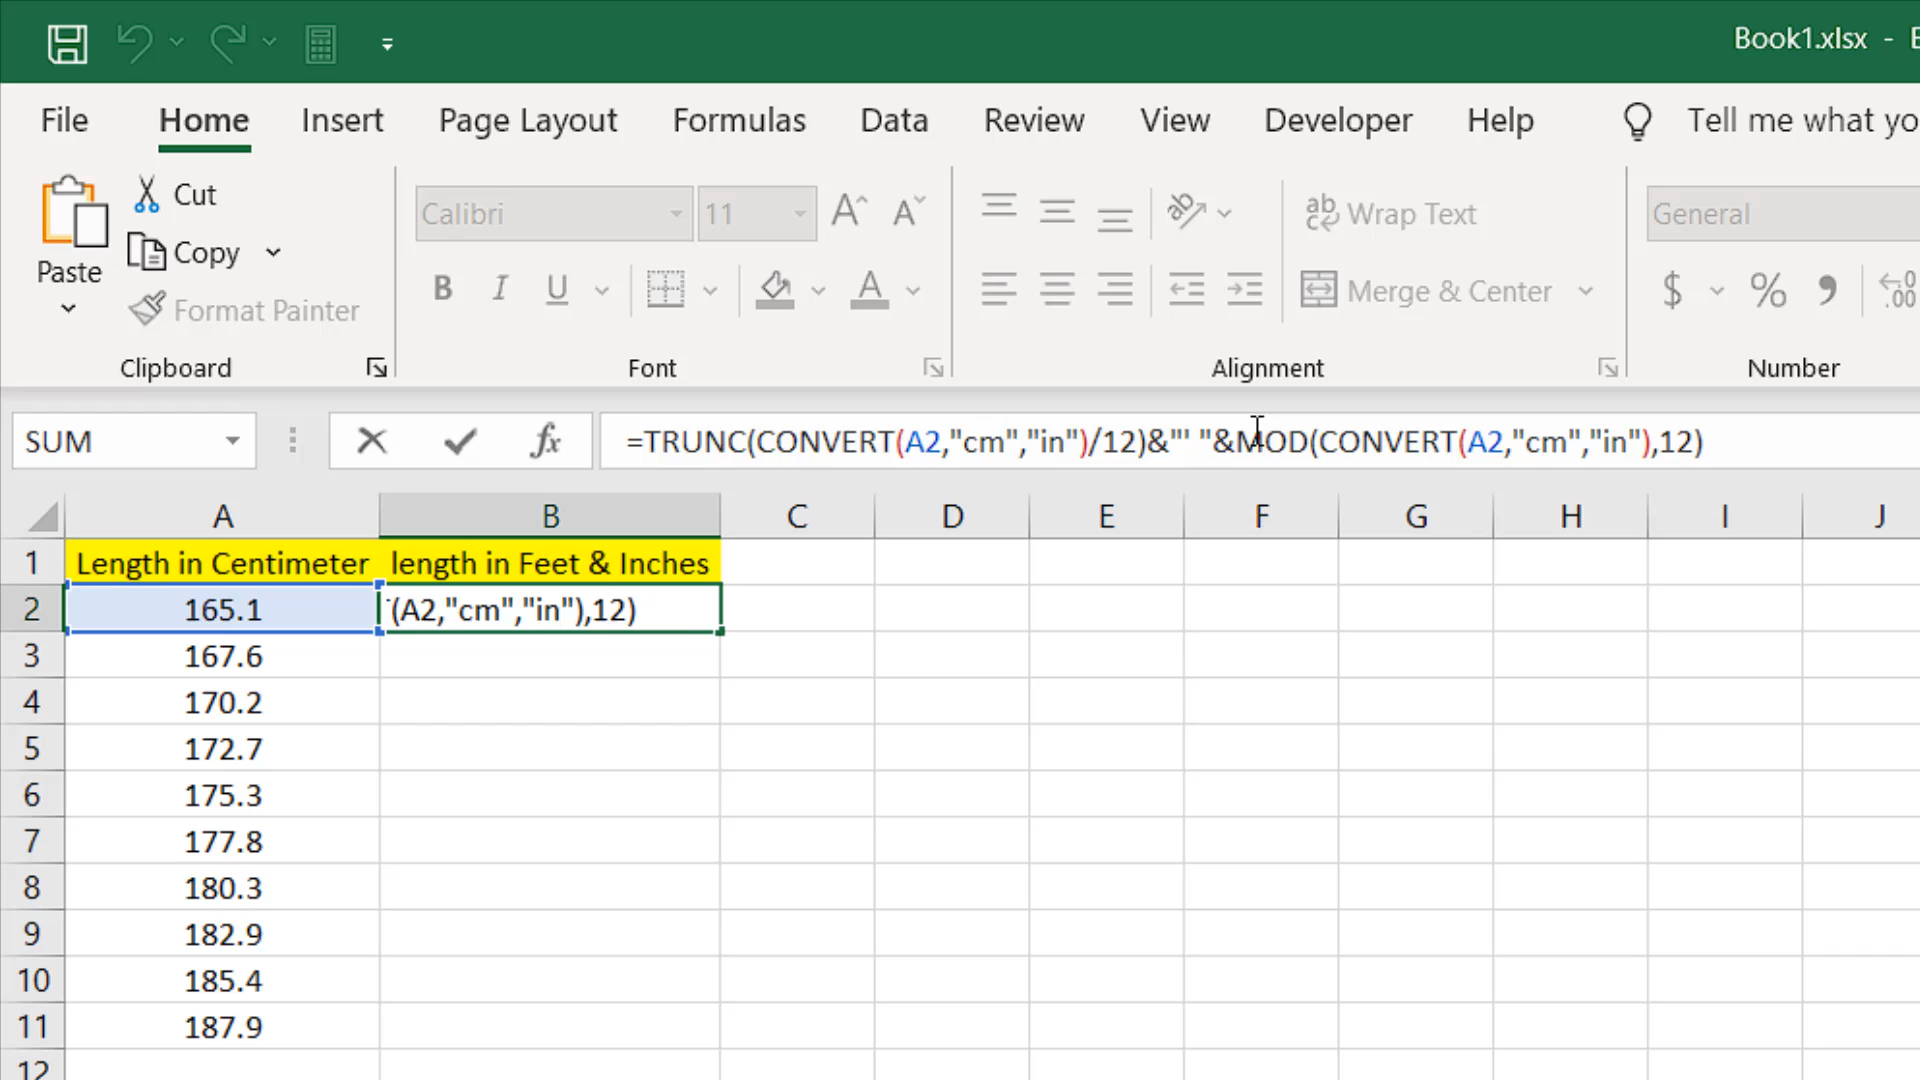 Book1.xlsx - E
File Home Insert Page Layout Formulas Data Review View Developer Help Tell me what yo
Paste
Cut
Copy
Format Painter
Clipboard
Calibri 11
B I U A
Font
ab Wrap Text
Merge & Center
Alignment
General
$ % , .00
Number
SUM fx =TRUNC(CONVERT(A2,"cm","in")/12)&"' "&MOD(CONVERT(A2,"cm","in"),12)
A B C D E F G H I J
1 Length in Centimeter length in Feet & Inches
2 165.1 (A2,"cm","in"),12)
3 167.6
4 170.2
5 172.7
6 175.3
7 177.8
8 180.3
9 182.9
10 185.4
11 187.9
12